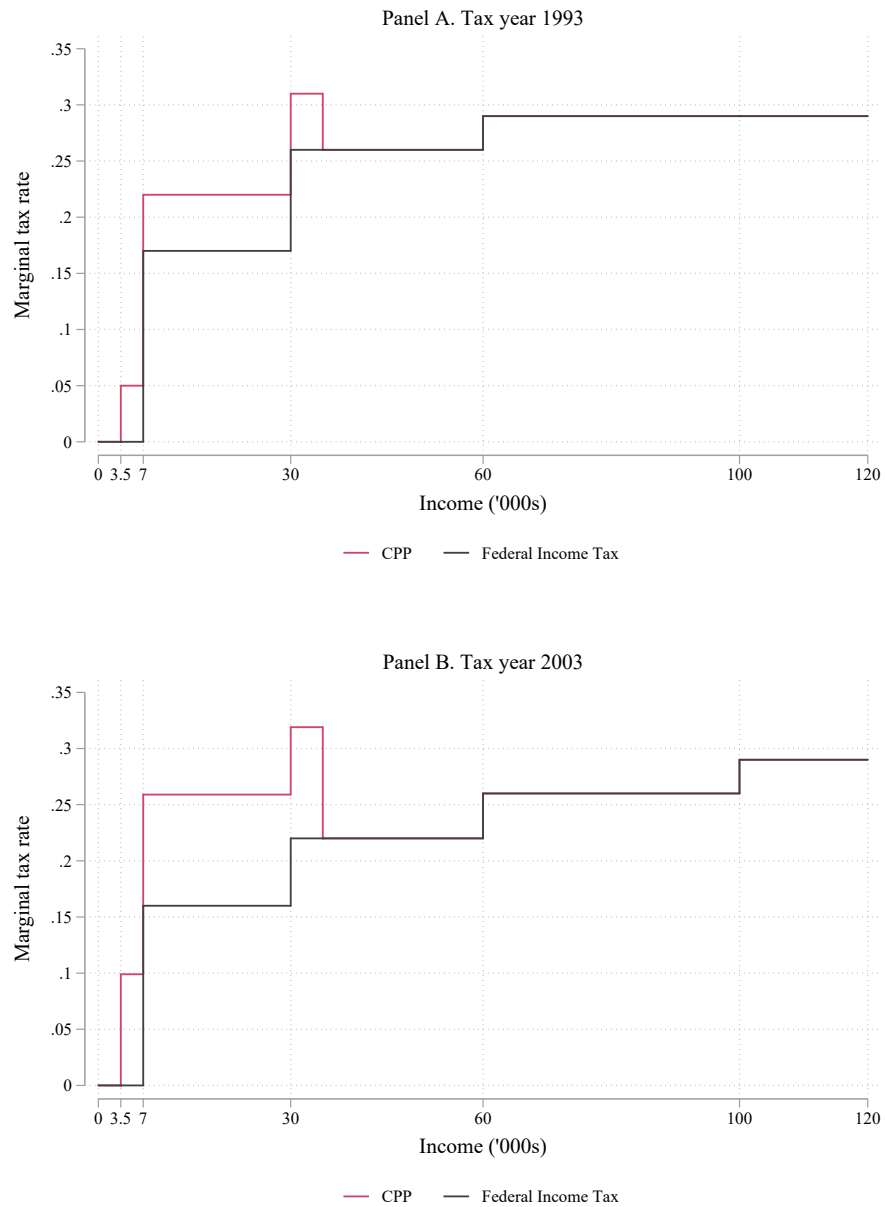 Panel A. Tax year 1993
.35
.3
.25
.2
.15
.1
.05
0
Marginal tax rate
0 3.5 7 30 60 100 120
Income ('000s)
CPP Federal Income Tax
Panel B. Tax year 2003
.35
.3
.25
.2
.15
.1
.05
0
Marginal tax rate
0 3.5 7 30 60 100 120
Income ('000s)
CPP Federal Income Tax